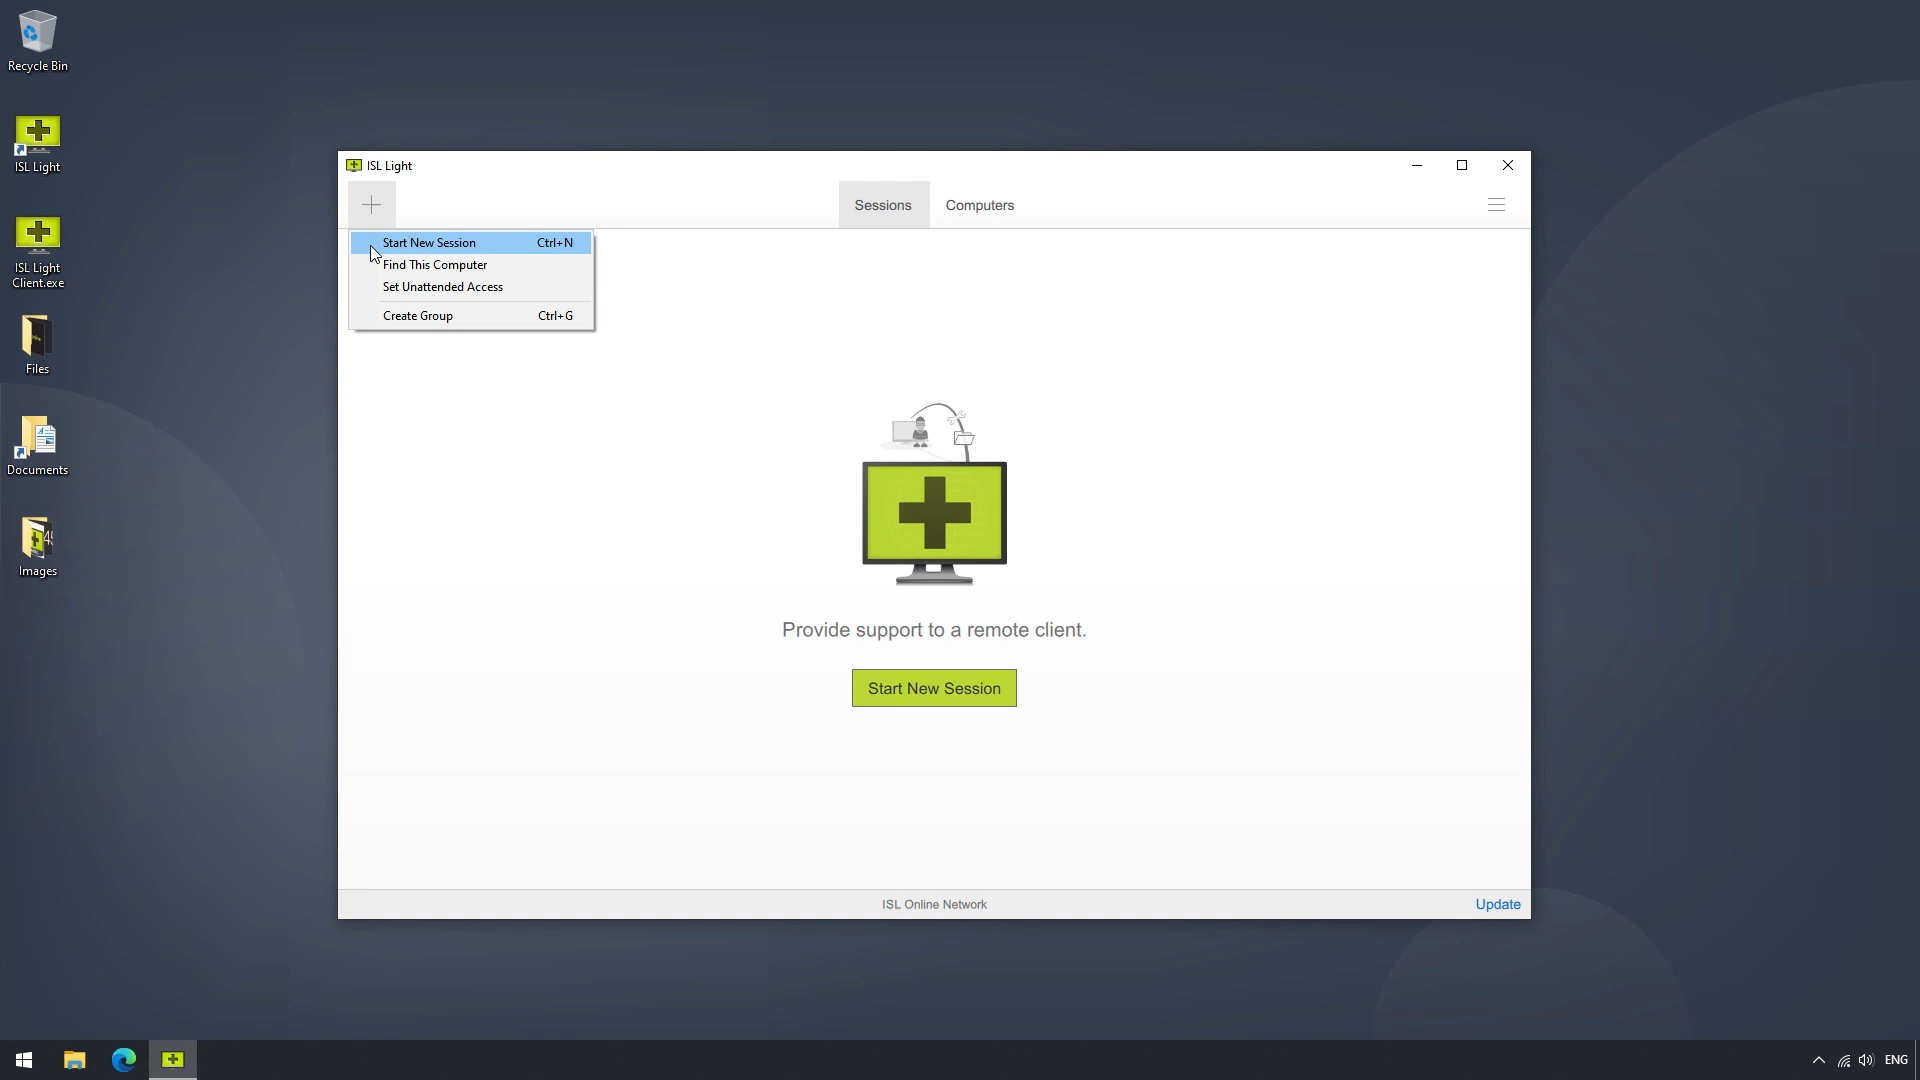 Recycle Bin
ISL Light
ISL Light
Client.exe
Files
Documents
Images
ISL Light
Sessions
Computers
Start New Session Ctrl+N
Find This Computer
Set Unattended Access
Create Group Ctrl+G
Provide support to a remote client.
Start New Session
ISL Online Network
Update
ENG